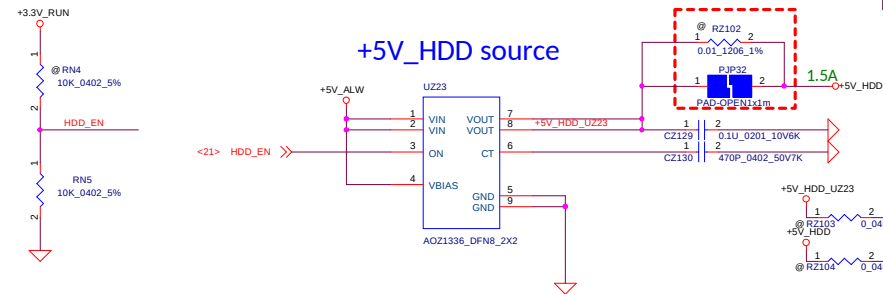 +3.3V_RUN
1
@ RN4
10K_0402_5%
2
HDD_EN
1
RN5
10K_0402_5%
2
+5V_HDD source
+5V_ALW
UZ23
1 VIN VOUT 7
2 VIN VOUT 8 +5V_HDD_UZ23
<21> HDD_EN 3 ON CT 6
4 VBIAS
GND 5
GND 9
AOZ1336_DFN8_2X2
@
1 RZ102 2
0.01_1206_1%
PJP32
1 2 1.5A +5V_HDD
PAD-OPEN1x1m
1 2
CZ129 0.1U_0201_10V6K
1 2
CZ130 470P_0402_50V7K
+5V_HDD_UZ23
1 2
@ RZ103 0_04
+5V_HDD
1 2
@ RZ104 0_04